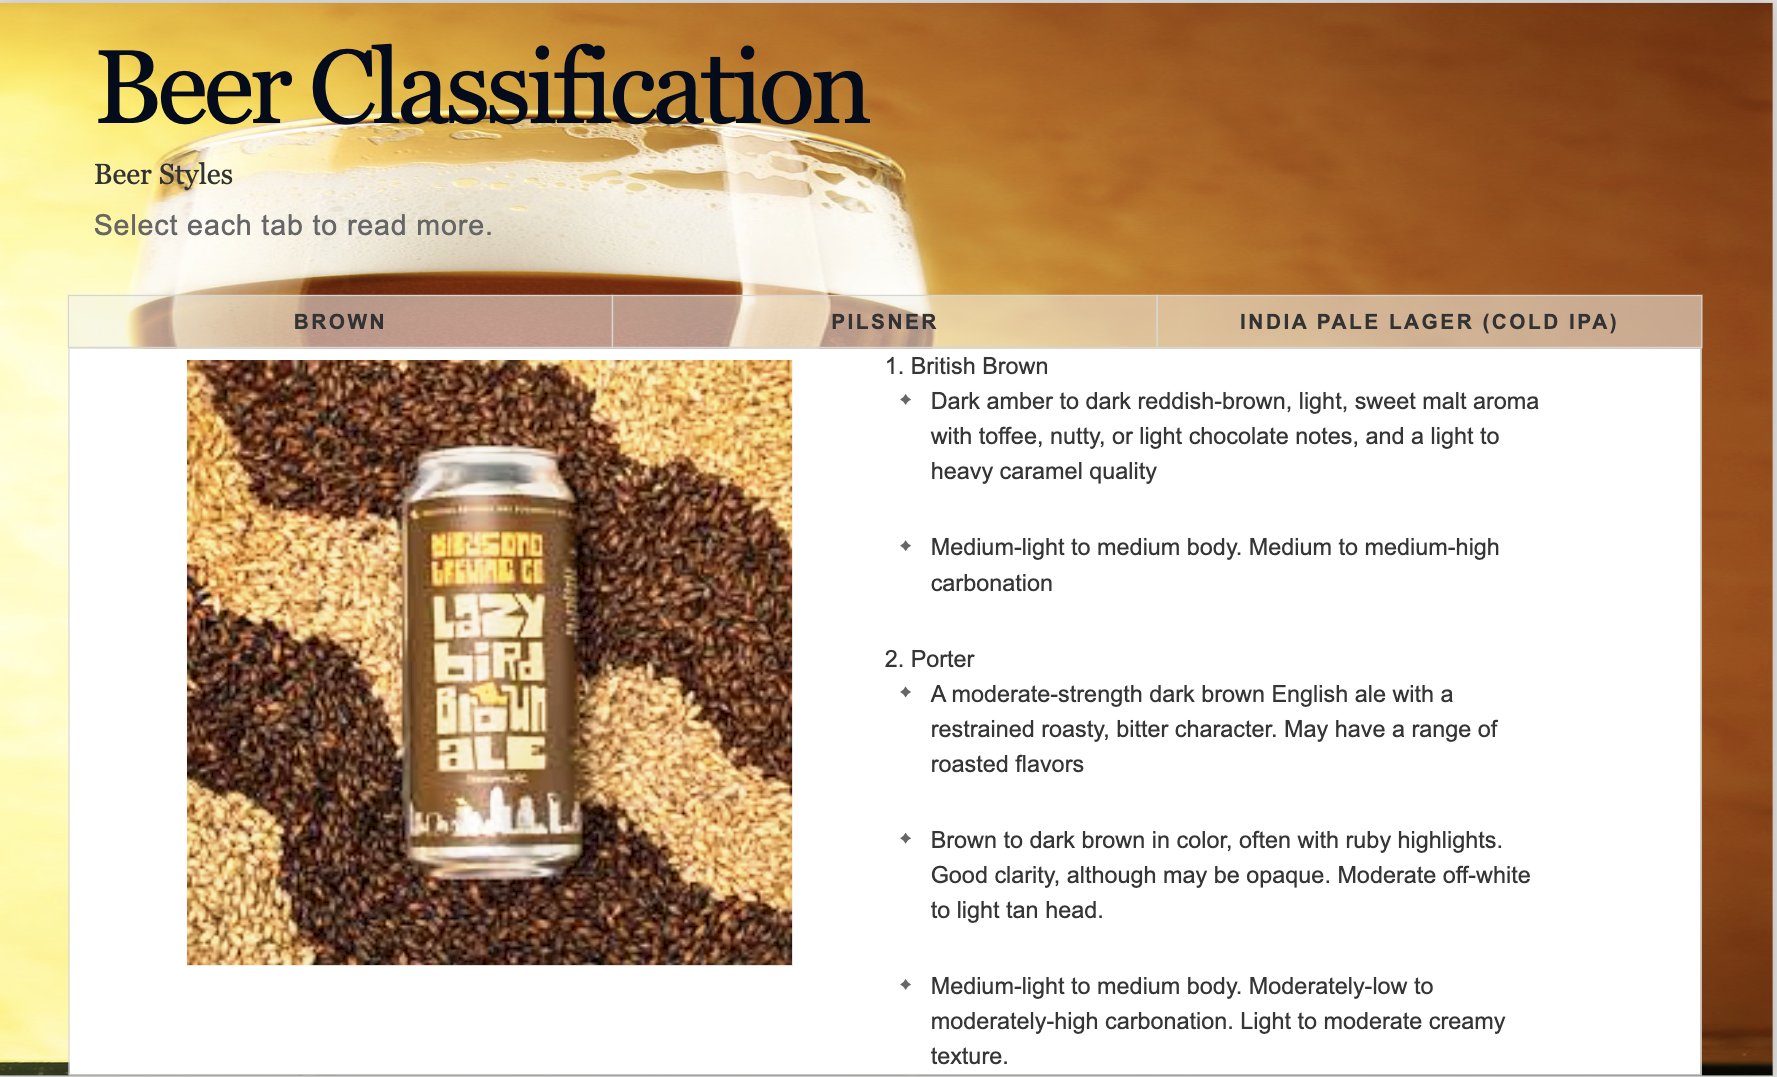 Beer Classification
Beer Styles
Select each tab to read more.
BROWN
PILSNER
INDIA PALE LAGER (COLD IPA)
Lazy
bird
Brown
ale
1. British Brown
Dark amber to dark reddish-brown, light, sweet malt aroma
with toffee, nutty, or light chocolate notes, and a light to
heavy caramel quality
Medium-light to medium body. Medium to medium-high
carbonation
2. Porter
A moderate-strength dark brown English ale with a
restrained roasty, bitter character. May have a range of
roasted flavors
Brown to dark brown in color, often with ruby highlights.
Good clarity, although may be opaque. Moderate off-white
to light tan head.
Medium-light to medium body. Moderately-low to
moderately-high carbonation. Light to moderate creamy
texture.